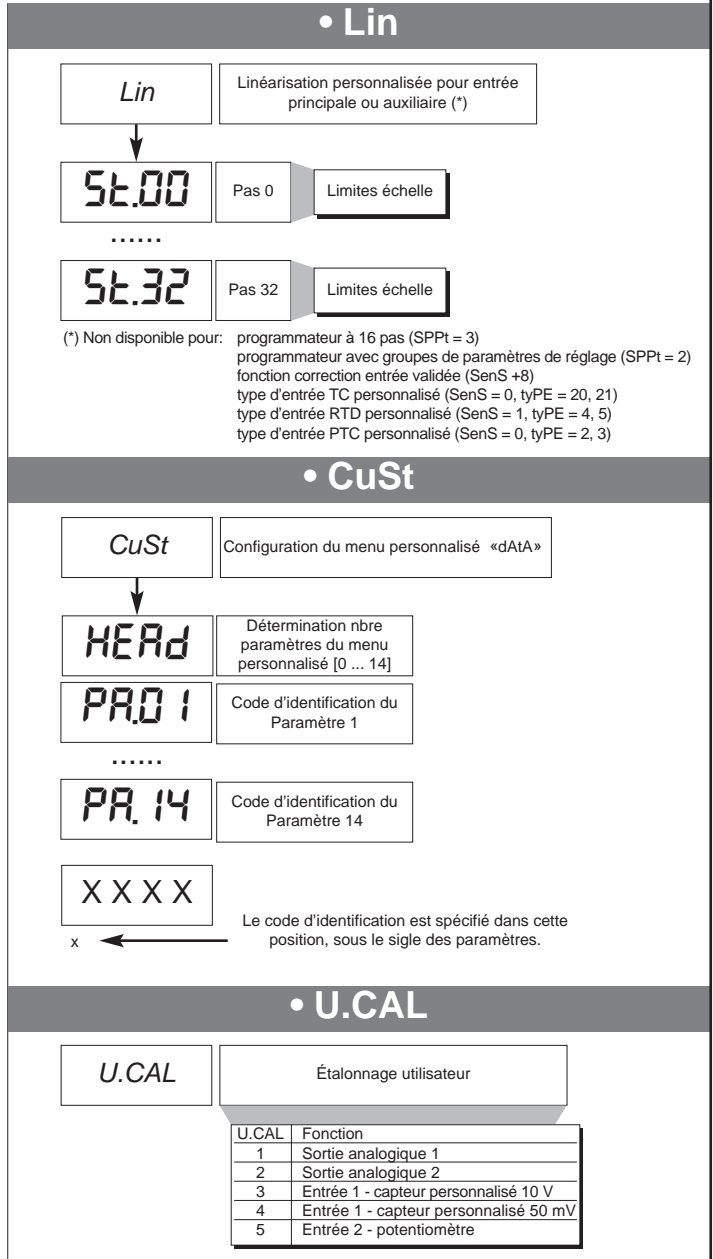 • Lin
Lin
Linéarisation personnalisée pour entrée
principale ou auxiliaire (*)
St.00
Pas 0
Limites échelle
......
St.32
Pas 32
Limites échelle
(*) Non disponible pour: programmateur à 16 pas (SPPt = 3)
programmateur avec groupes de paramètres de réglage (SPPt = 2)
fonction correction entrée validée (SenS +8)
type d'entrée TC personnalisé (SenS = 0, tyPE = 20, 21)
type d'entrée RTD personnalisé (SenS = 1, tyPE = 4, 5)
type d'entrée PTC personnalisé (SenS = 0, tyPE = 2, 3)
• CuSt
CuSt
Configuration du menu personnalisé «dAtA»
HEAd
Détermination nbre
paramètres du menu
personnalisé [0 ... 14]
PA.01
Code d'identification du
Paramètre 1
......
PA.14
Code d'identification du
Paramètre 14
X X X X
x
Le code d'identification est spécifié dans cette
position, sous le sigle des paramètres.
• U.CAL
U.CAL
Étalonnage utilisateur
U.CAL Fonction
1 Sortie analogique 1
2 Sortie analogique 2
3 Entrée 1 - capteur personnalisé 10 V
4 Entrée 1 - capteur personnalisé 50 mV
5 Entrée 2 - potentiomètre